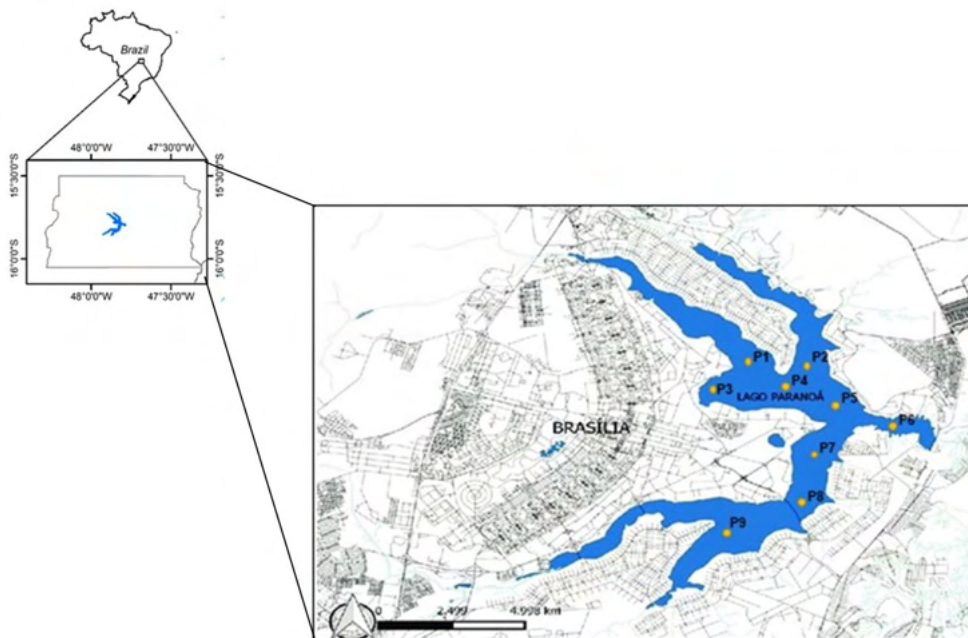 Brazil
48°0'0"W
47°30'0"W
15°30'0"S
15°30'0"S
16°0'0"S
16°0'0"S
48°0'0"W
47°30'0"W
P1
P2
P3
P4
LAGO PARANOÁ
P5
P6
BRASÍLIA
P7
P8
P9
0
2.499
4.998 km